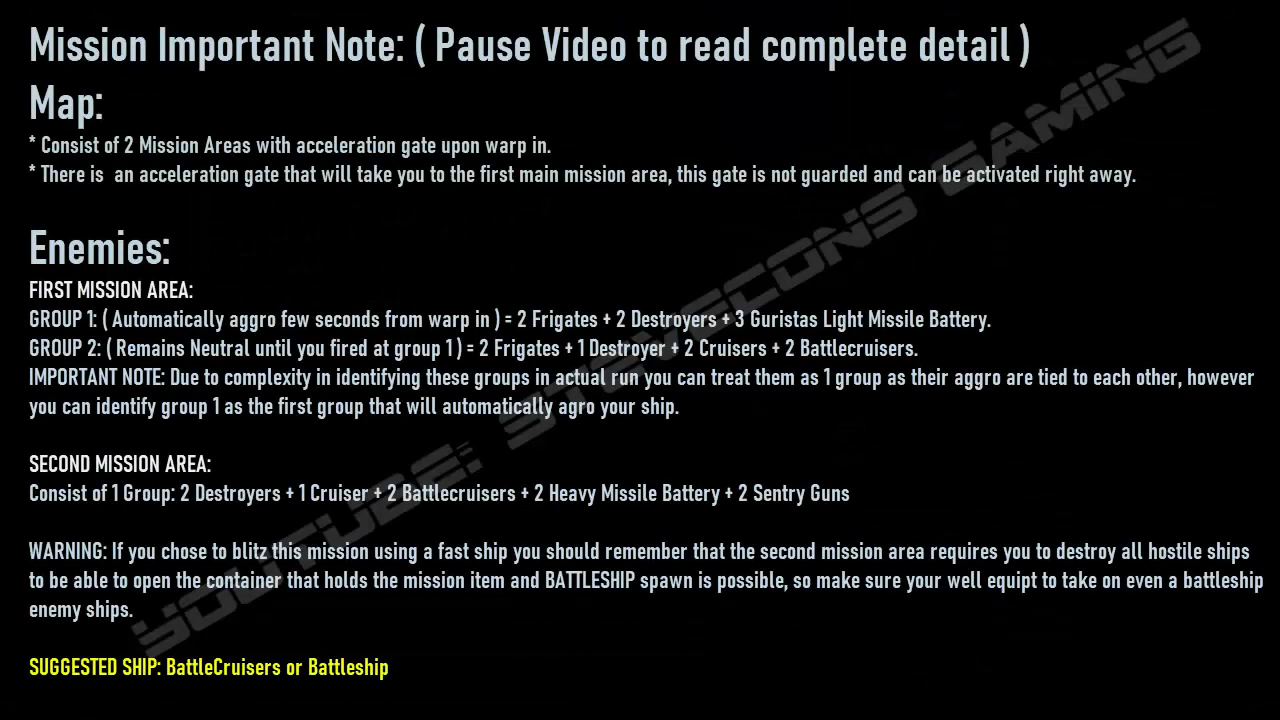 Mission Important Note: ( Pause Video to read complete detail )
Map:
* Consist of 2 Mission Areas with acceleration gate upon warp in.
* There is  an acceleration gate that will take you to the first main mission area, this gate is not guarded and can be activated right away.
Enemies:
FIRST MISSION AREA:
GROUP 1: ( Automatically aggro few seconds from warp in ) = 2 Frigates + 2 Destroyers + 3 Guristas Light Missile Battery.
GROUP 2: ( Remains Neutral until you fired at group 1 ) = 2 Frigates + 1 Destroyer + 2 Cruisers + 2 Battlecruisers.
IMPORTANT NOTE: Due to complexity in identifying these groups in actual run you can treat them as 1 group as their aggro are tied to each other, however
you can identify group 1 as the first group that will automatically agro your ship.
SECOND MISSION AREA:
Consist of 1 Group: 2 Destroyers + 1 Cruiser + 2 Battlecruisers + 2 Heavy Missile Battery + 2 Sentry Guns
WARNING: If you chose to blitz this mission using a fast ship you should remember that the second mission area requires you to destroy all hostile ships
to be able to open the container that holds the mission item and BATTLESHIP spawn is possible, so make sure your well equipt to take on even a battleship
enemy ships.
SUGGESTED SHIP: BattleCruisers or Battleship
YOUTUBE: STEVECONS GAMING